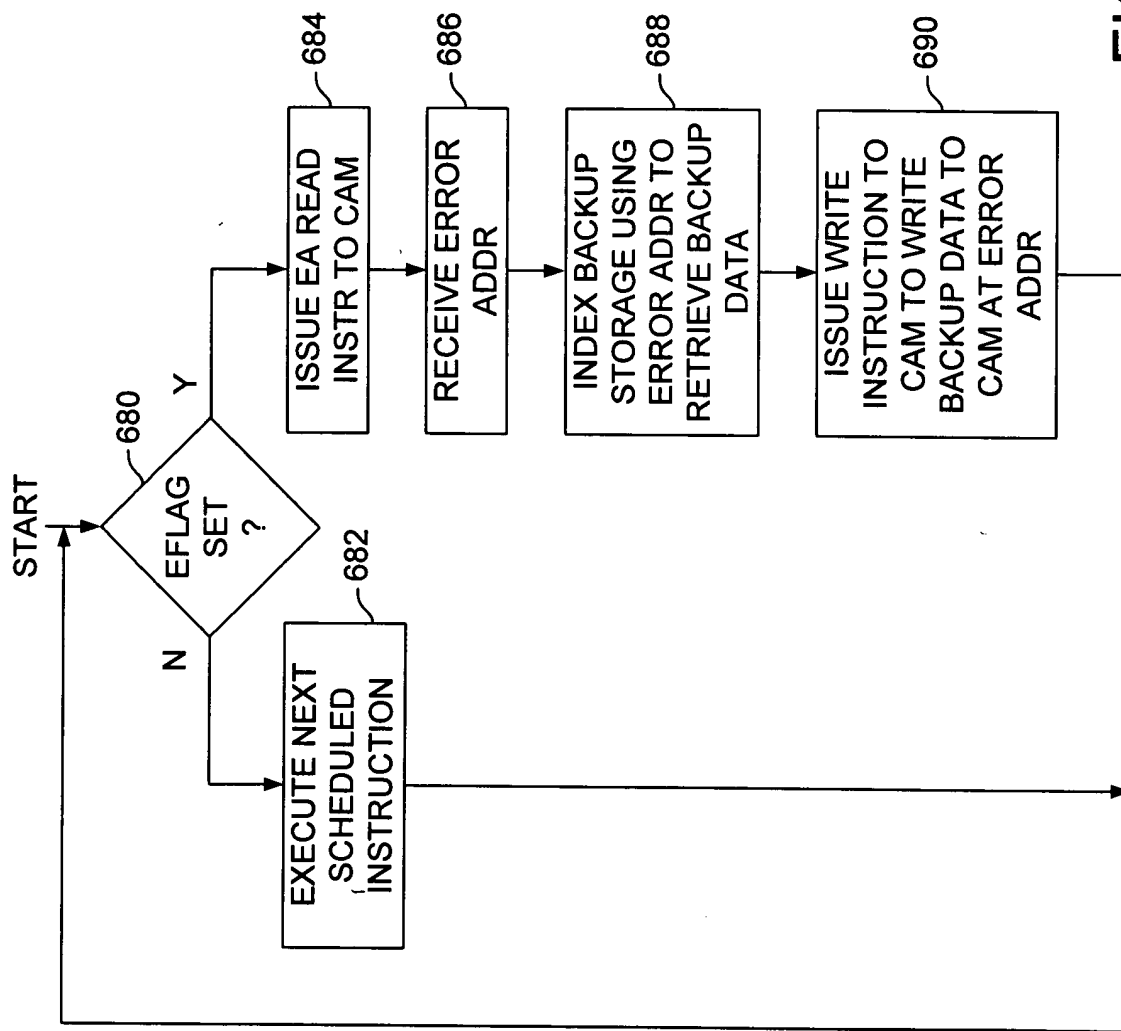 START
680
EFLAG
SET
?
Y
N
682
EXECUTE NEXT
SCHEDULED
INSTRUCTION
684
ISSUE EA READ
INSTR TO CAM
686
RECEIVE ERROR
ADDR
688
INDEX BACKUP
STORAGE USING
ERROR ADDR TO
RETRIEVE BACKUP
DATA
690
ISSUE WRITE
INSTRUCTION TO
CAM TO WRITE
BACKUP DATA TO
CAM AT ERROR
ADDR